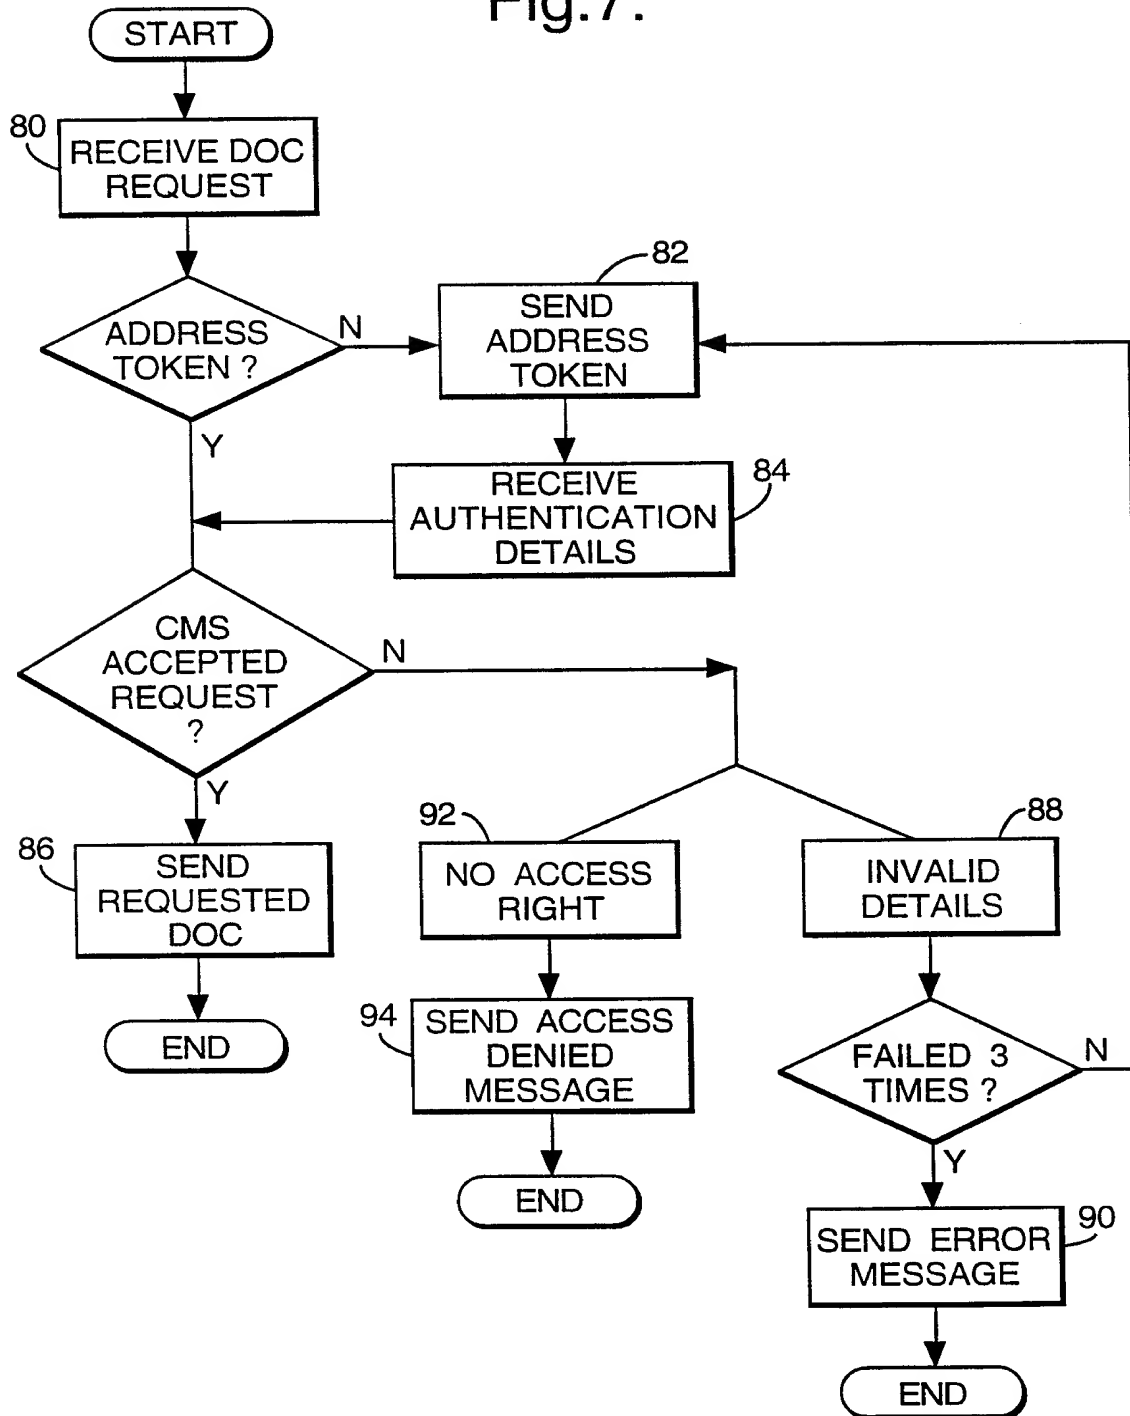 Fig.7.
START
80
RECEIVE DOC
REQUEST
ADDRESS
TOKEN ?
N
Y
82
SEND
ADDRESS
TOKEN
84
RECEIVE
AUTHENTICATION
DETAILS
CMS
ACCEPTED
REQUEST
?
N
Y
86
SEND
REQUESTED
DOC
END
92
NO ACCESS
RIGHT
94
SEND ACCESS
DENIED
MESSAGE
END
88
INVALID
DETAILS
FAILED 3
TIMES ?
N
Y
90
SEND ERROR
MESSAGE
END